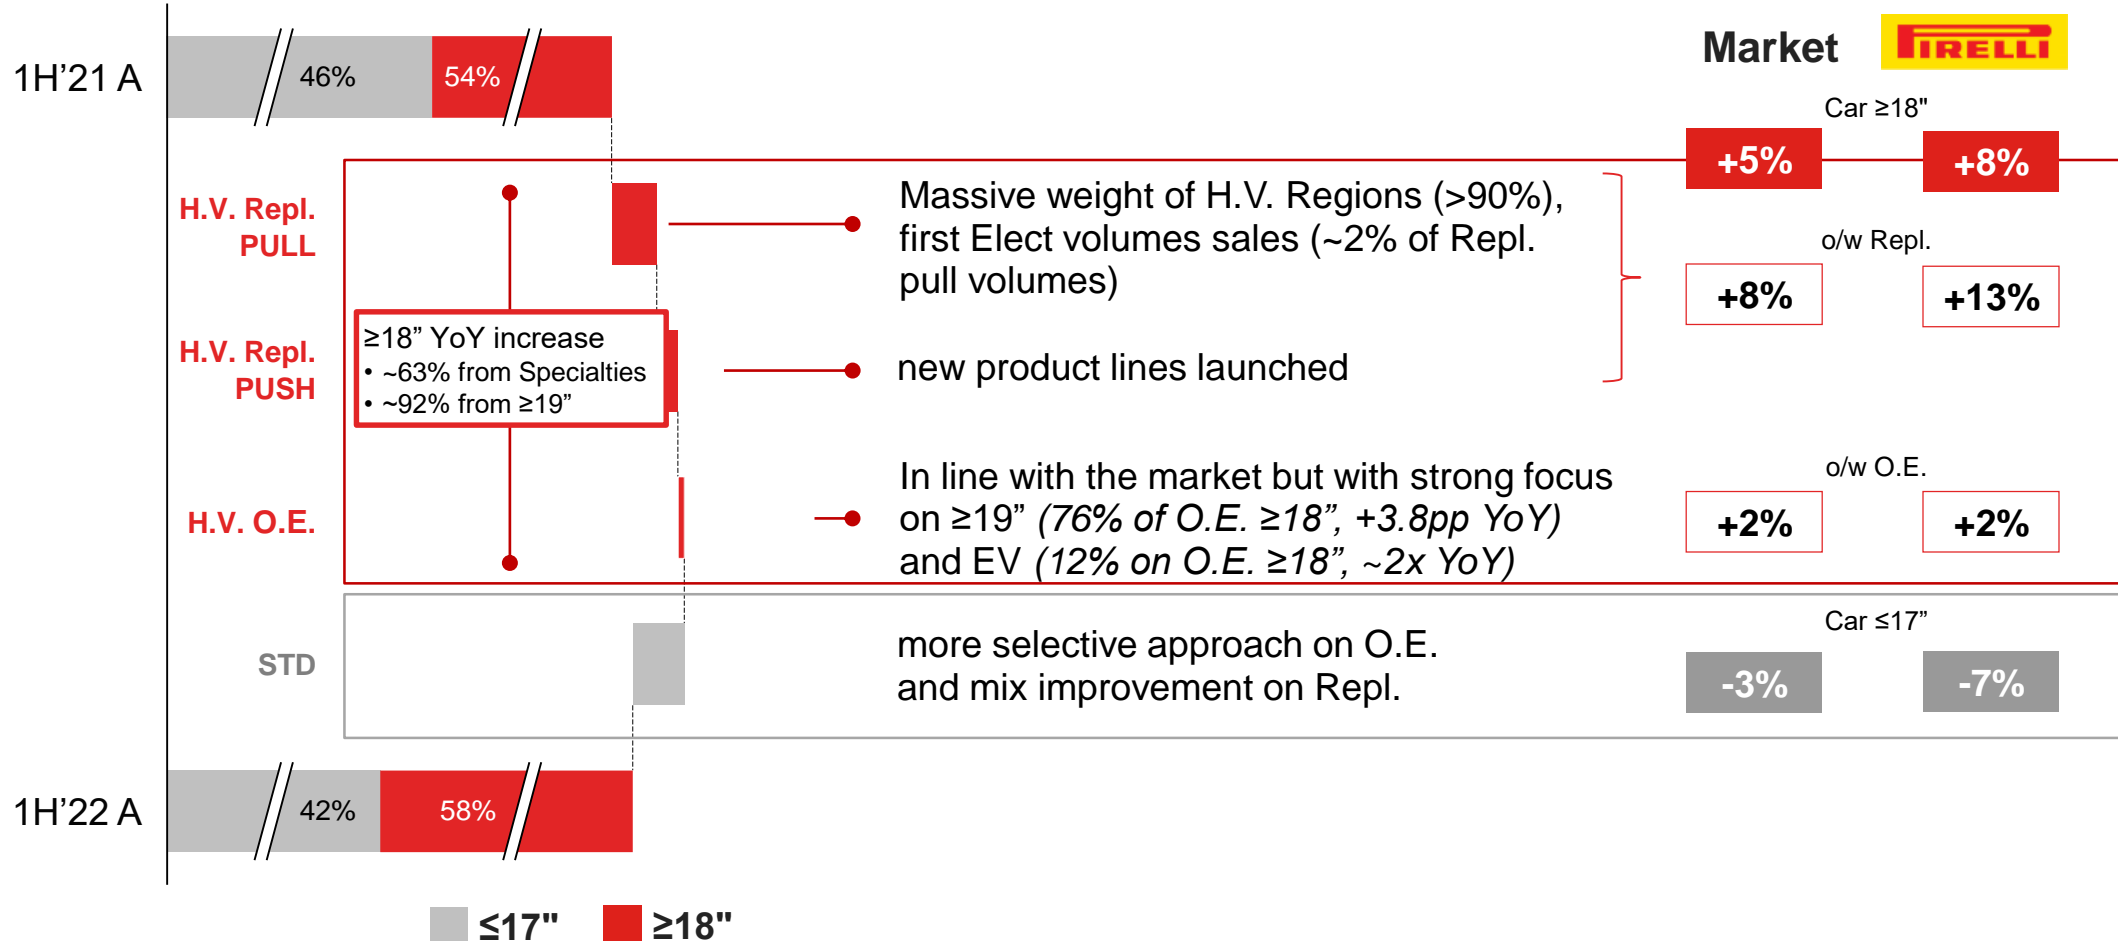 Market
PIRELLI
1H'21 A
46%
54%
Car ≥18"
+5%
+8%
H.V. Repl.
PULL
Massive weight of H.V. Regions (>90%),
first Elect volumes sales (~2% of Repl.
pull volumes)
o/w Repl.
+8%
+13%
≥18” YoY increase
• ~63% from Specialties
• ~92% from ≥19”
H.V. Repl.
PUSH
new product lines launched
H.V. O.E.
In line with the market but with strong focus
on ≥19” (76% of O.E. ≥18”, +3.8pp YoY)
and EV (12% on O.E. ≥18”, ~2x YoY)
o/w O.E.
+2%
+2%
STD
more selective approach on O.E.
and mix improvement on Repl.
Car ≤17”
-3%
-7%
1H’22 A
42%
58%
≤17"
≥18"